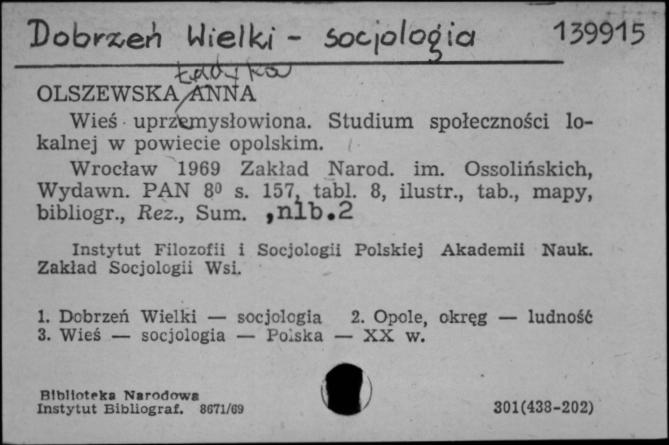 Dobrzeń Wielki - socjologia 139915
Ładyka
OLSZEWSKA ANNA
Wieś uprzemysłowiona. Studium społeczności lo-
kalnej w powiecie opolskim.
Wrocław 1969 Zakład Narod. im. Ossolińskich,
Wydawn. PAN 8º s. 157, tabl. 8, ilustr., tab., mapy,
bibliogr., Rez., Sum. ,nlb.2
Instytut Filozofii i Socjologii Polskiej Akademii Nauk.
Zakład Socjologii Wsi.
1. Dobrzeń Wielki — socjologia 2. Opole, okręg — ludność
3. Wieś — socjologia — Polska — XX w.
Biblioteka Narodowa
Instytut Bibliograf. 8671/69 301(438-202)